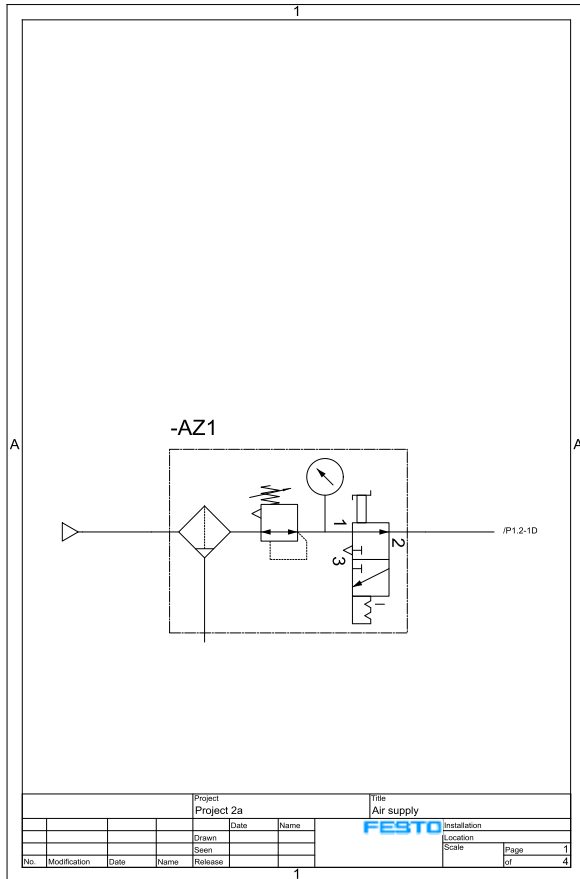 1
-AZ1
A
A
1
2
3
/P1.2-1D
Project
Project 2a
Title
Air supply
Date
Name
FESTO
Installation
Drawn
Location
Seen
Scale
Page
1
No.
Modification
Date
Name
Release
of
4
1